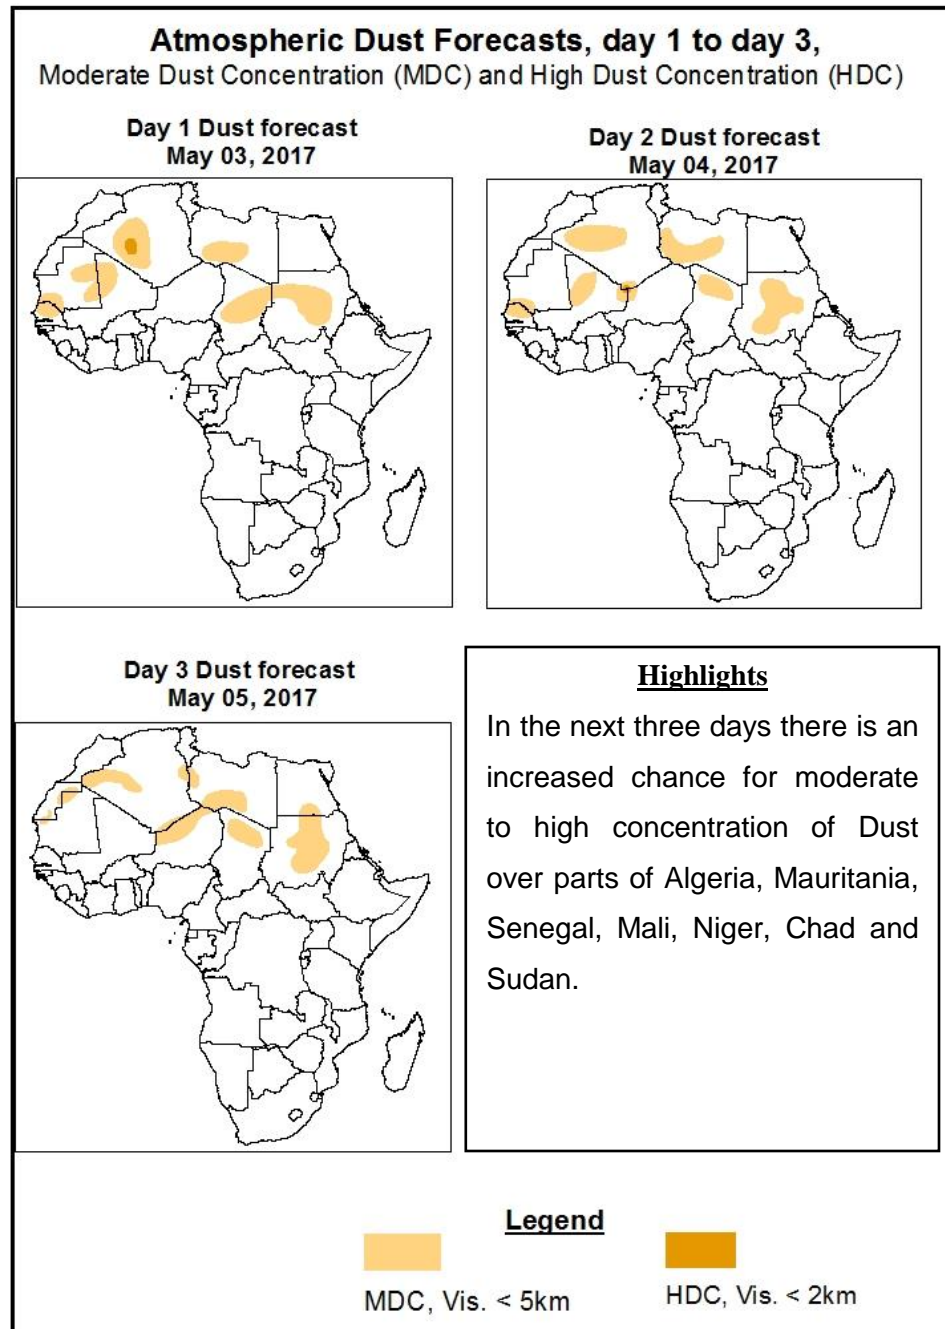 Atmospheric Dust Forecasts, day 1 to day 3,
Moderate Dust Concentration (MDC) and High Dust Concentration (HDC)
Day 1 Dust forecast
May 03, 2017
Day 2 Dust forecast
May 04, 2017
Day 3 Dust forecast
May 05, 2017
Highlights
In the next three days there is an
increased chance for moderate
to high concentration of Dust
over parts of Algeria, Mauritania,
Senegal, Mali, Niger, Chad and
Sudan.
Legend
MDC, Vis. < 5km
HDC, Vis. < 2km